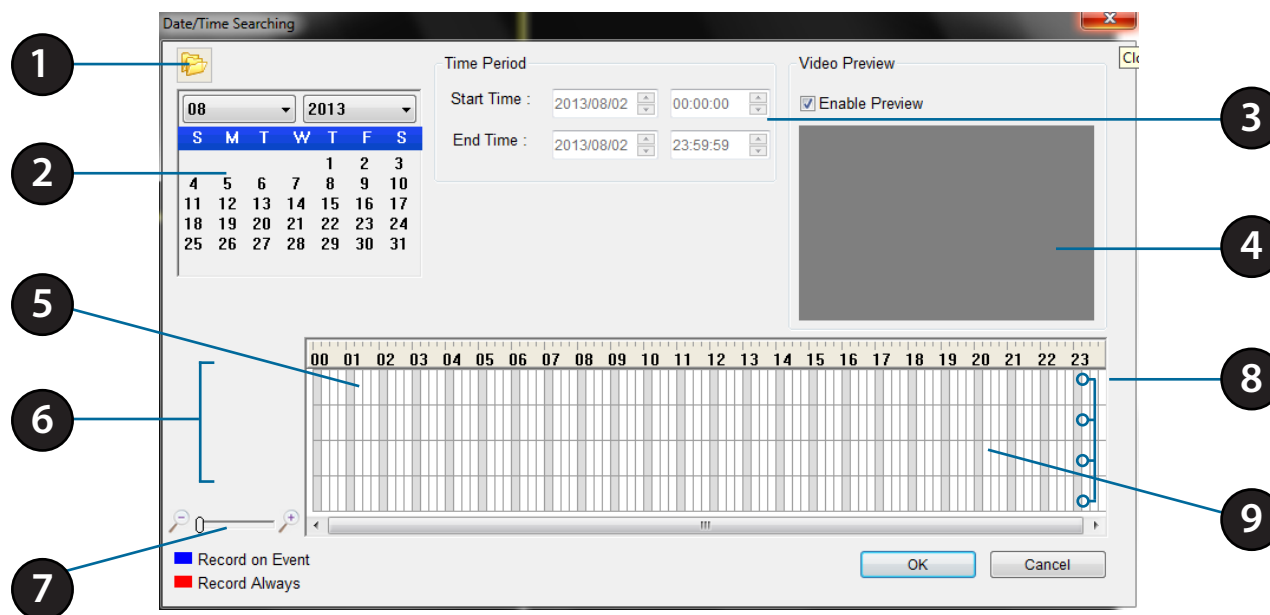 Date/Time Searching
x
1
Clo
Time Period
Video Preview
08 2013
Start Time : 2013/08/02 00:00:00
Enable Preview
3
S M T W T F S
End Time : 2013/08/02 23:59:59
1 2 3
2
4 5 6 7 8 9 10
11 12 13 14 15 16 17
18 19 20 21 22 23 24
25 26 27 28 29 30 31
4
5
00 01 02 03 04 05 06 07 08 09 10 11 12 13 14 15 16 17 18 19 20 21 22 23
8
6
9
7
Record on Event
Record Always
OK
Cancel